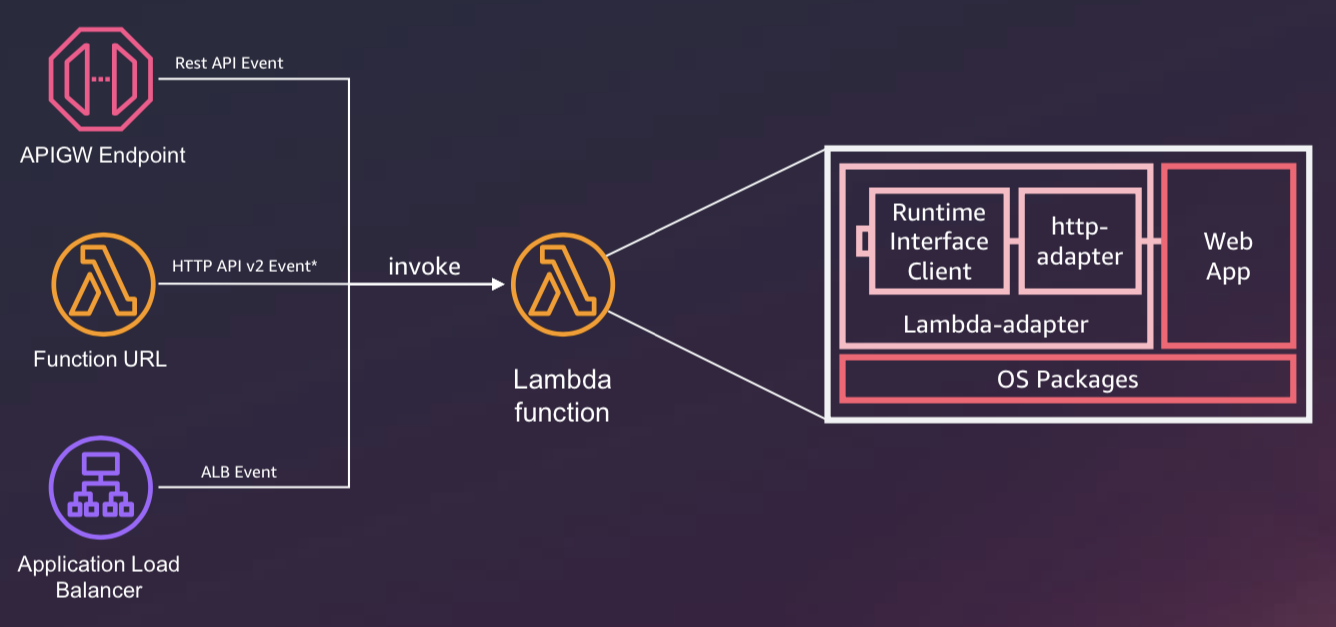 Rest API Event
APIGW Endpoint
HTTP API v2 Event*
Function URL
ALB Event
Application Load
Balancer
invoke
Lambda
function
Runtime
Interface
Client
http-
adapter
Lambda-adapter
Web
App
OS Packages